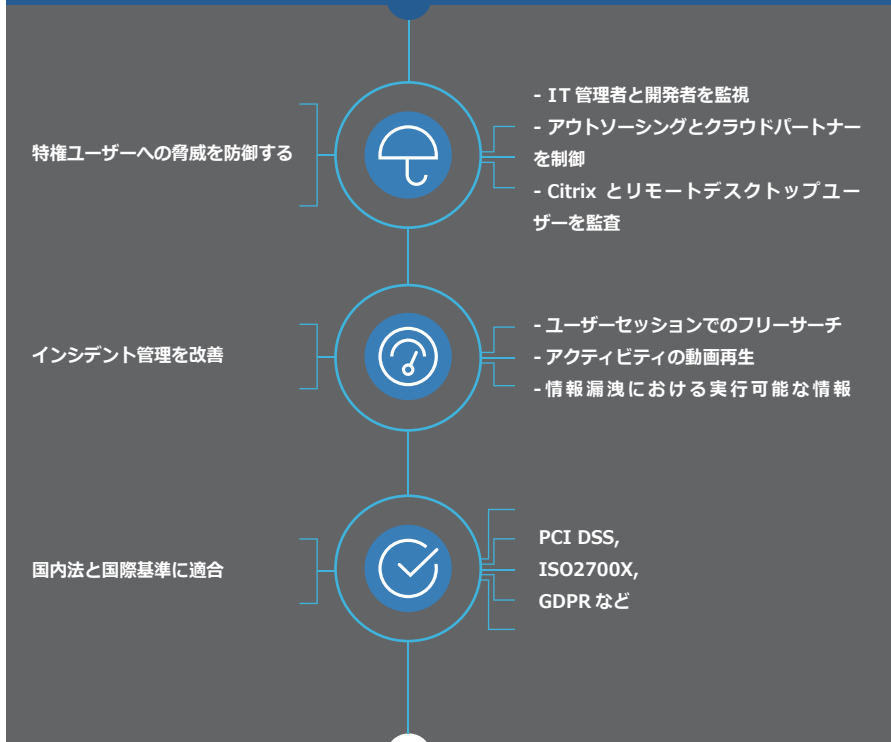 特権ユーザーへの脅威を防御する
- IT 管理者と開発者を監視
- アウトソーシングとクラウドパートナー
を制御
- Citrix とリモートデスクトップユー
ザーを監査
インシデント管理を改善
- ユーザーセッションでのフリーサーチ
- アクティビティの動画再生
- 情報漏洩における実行可能な情報
国内法と国際基準に適合
PCI DSS,
ISO2700X,
GDPR など